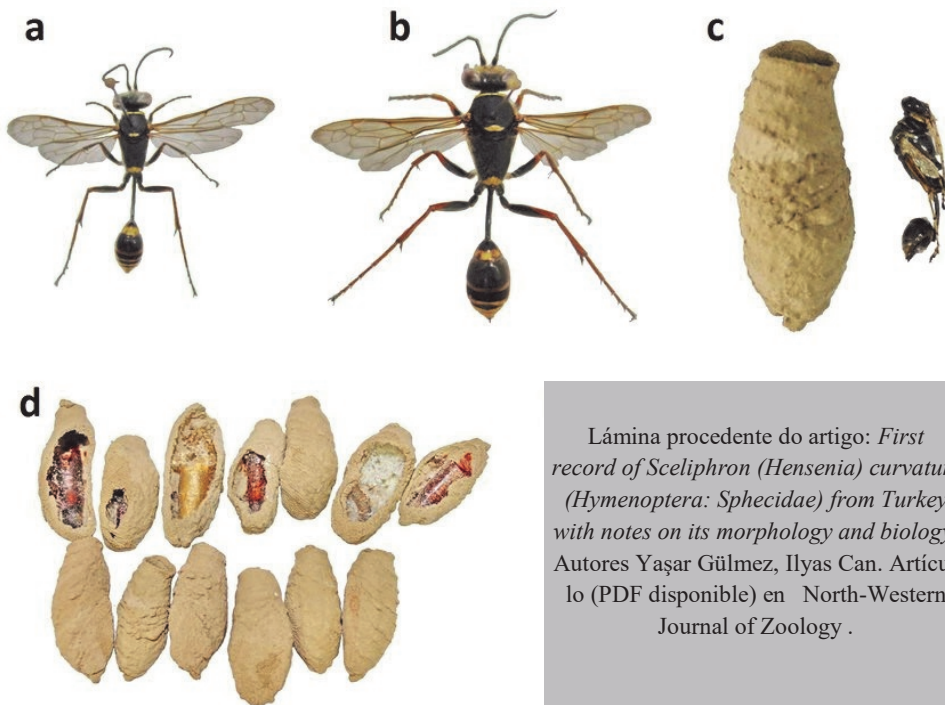 a
b
c
d
Lámina procedente do artigo: First
record of Sceliphron (Hensenia) curvatu
(Hymenoptera: Sphecidae) from Turkey
with notes on its morphology and biology
Autores Yaşar Gülmez, Ilyas Can. Artícu
lo (PDF disponible) en North-Western
Journal of Zoology .